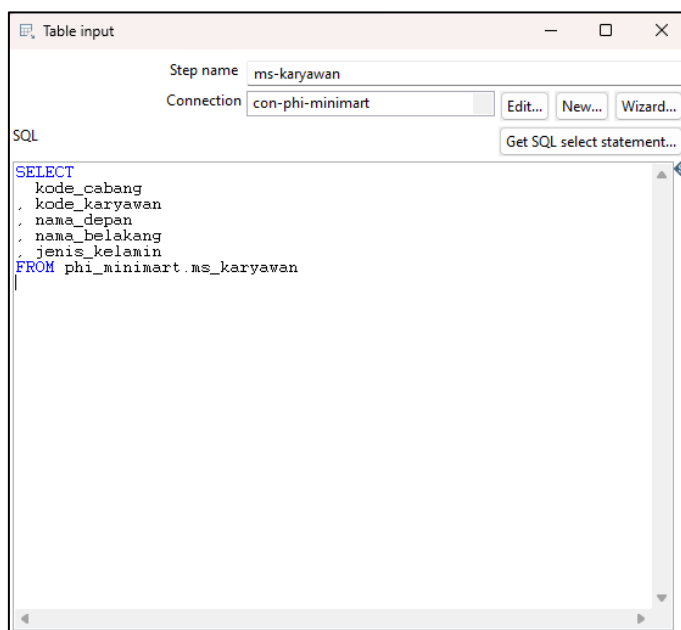 Table input
Step name ms-karyawan
Connection con-phi-minimart Edit... New... Wizard...
SQL Get SQL select statement...
SELECT
kode_cabang
, kode_karyawan
, nama_depan
, nama_belakang
, jenis_kelamin
FROM phi_minimart.ms_karyawan